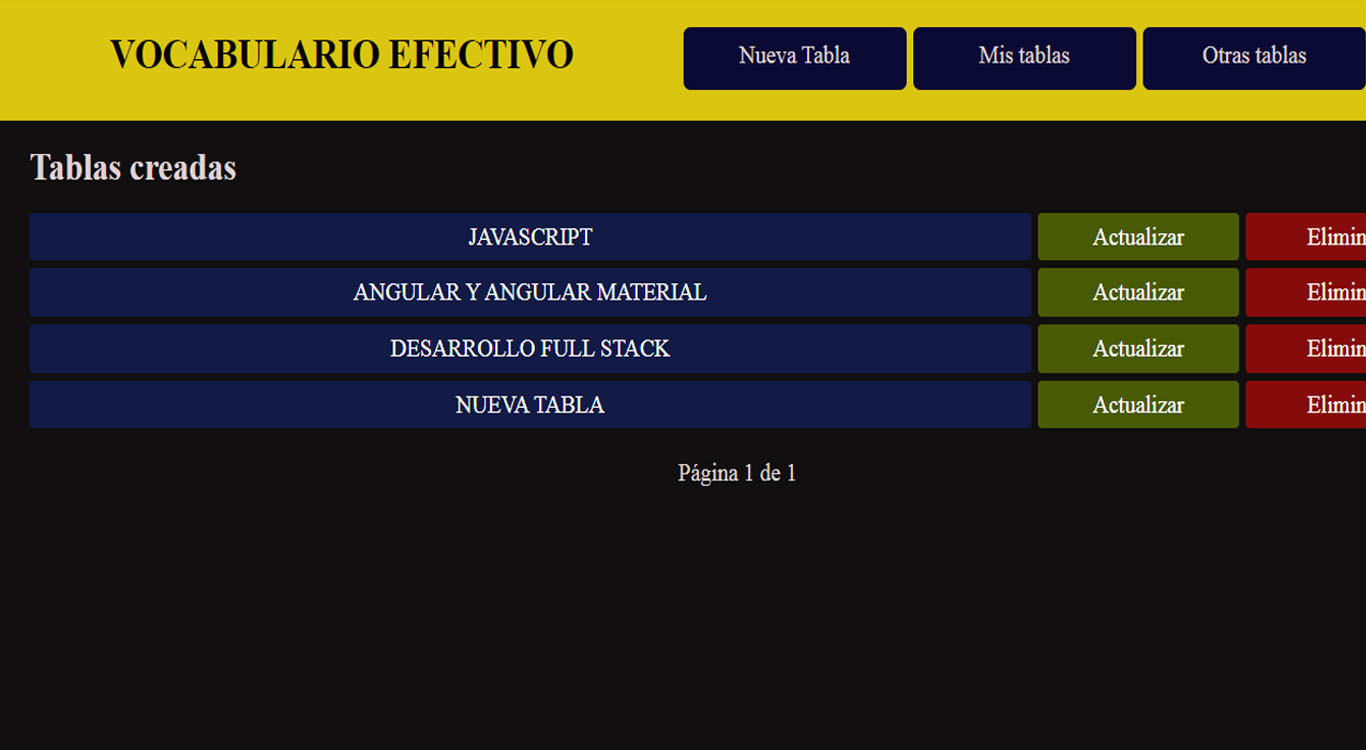 VOCABULARIO EFECTIVO Nueva Tabla Mis tablas Otras tablas
Tablas creadas
JAVASCRIPT Actualizar Elimin
ANGULAR Y ANGULAR MATERIAL Actualizar Elimin
DESARROLLO FULL STACK Actualizar Elimin
NUEVA TABLA Actualizar Elimin
Página 1 de 1